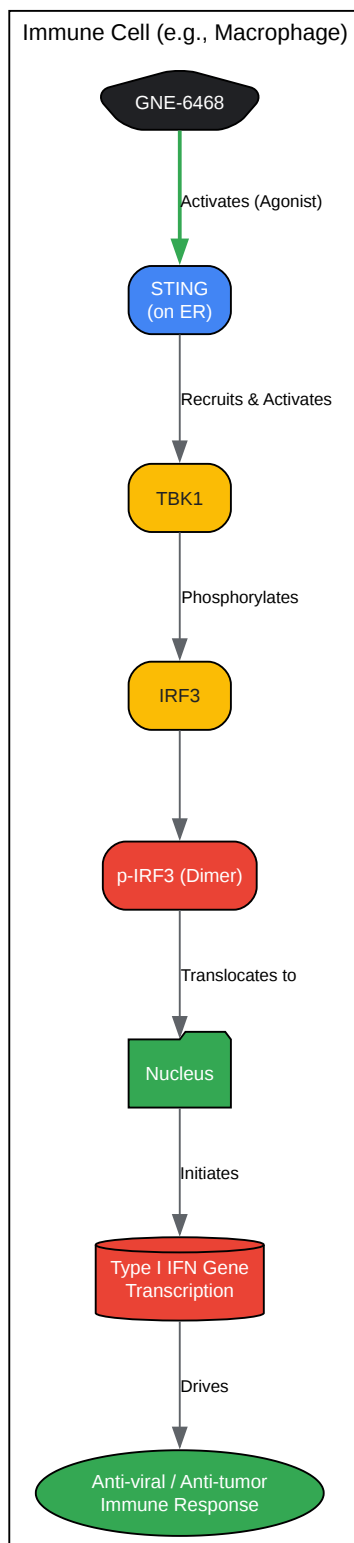 Immune Cell (e.g., Macrophage)
GNE-6468
Activates (Agonist)
STING
(on ER)
Recruits & Activates
TBK1
Phosphorylates
IRF3
p-IRF3 (Dimer)
Translocates to
Nucleus
Initiates
Type I IFN Gene
Transcription
Drives
Anti-viral / Anti-tumor
Immune Response